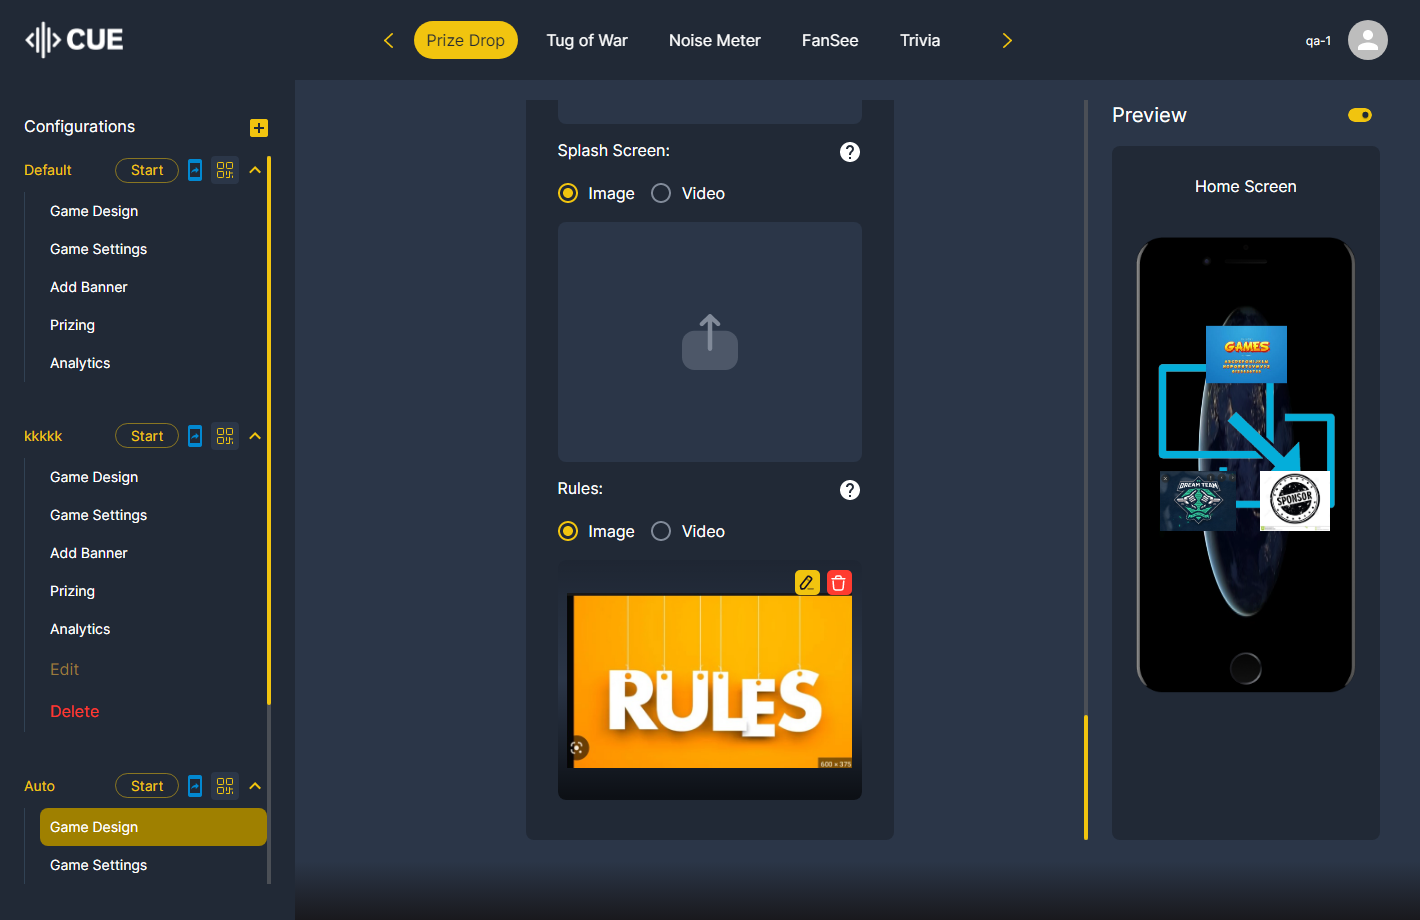 CUE
Prize Drop
Tug of War
Noise Meter
FanSee
Trivia
qa-1
Configurations
Default
Start
Game Design
Game Settings
Add Banner
Prizing
Analytics
kkkkk
Start
Game Design
Game Settings
Add Banner
Prizing
Analytics
Edit
Delete
Auto
Start
Game Design
Game Settings
Splash Screen:
?
Image
Video
Rules:
?
Image
Video
RULES
600 × 375
Preview
Home Screen
GAMES
DREAM TEAM
SPONSOR